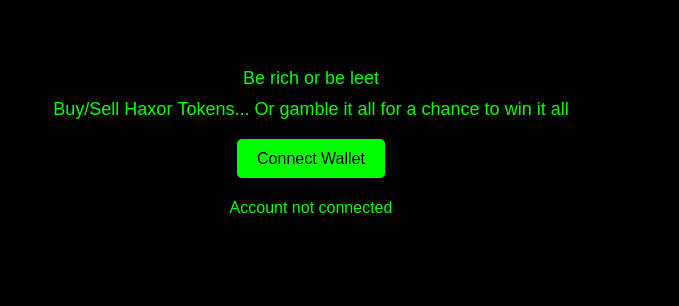 Be rich or be leet
Buy/Sell Haxor Tokens... Or gamble it all for a chance to win it all
Connect Wallet
Account not connected